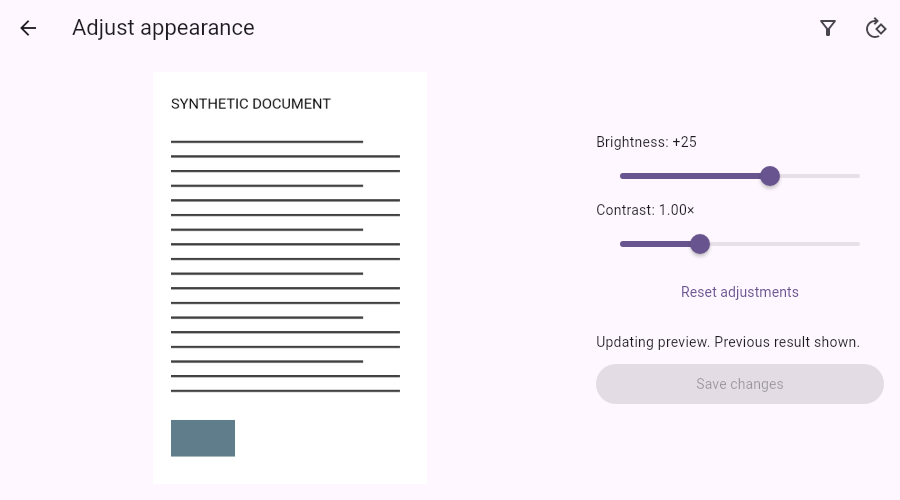 Adjust appearance
SYNTHETIC DOCUMENT
Brightness: +25
Contrast: 1.00×
Reset adjustments
Updating preview. Previous result shown.
Save changes